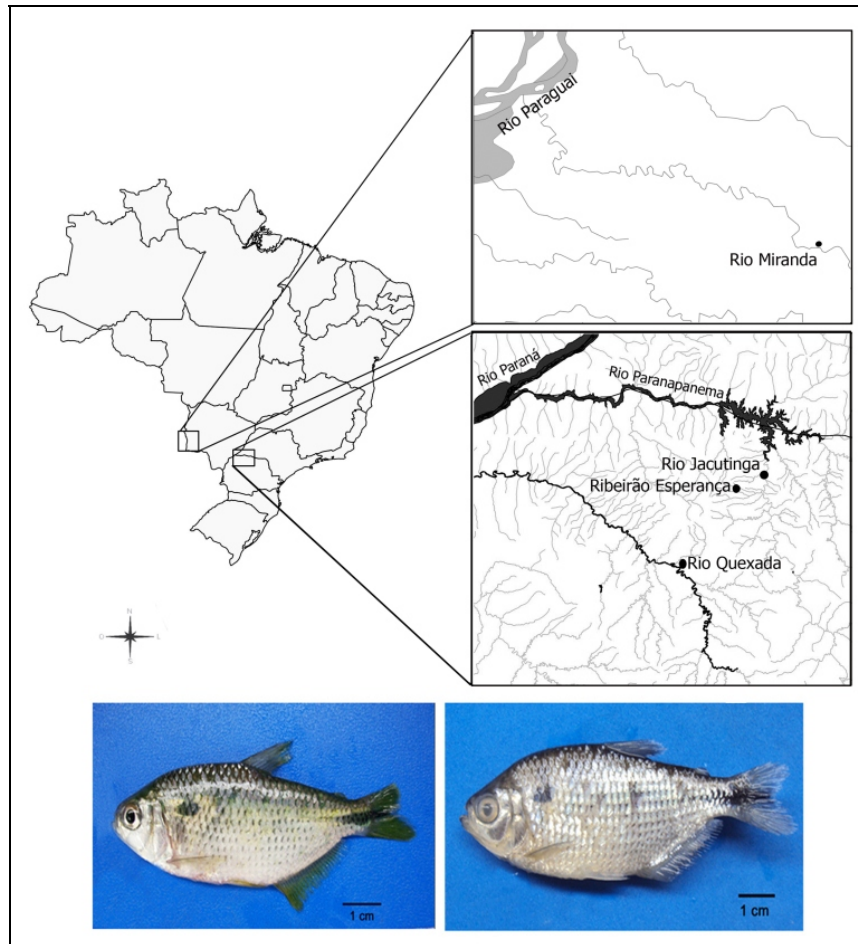 Rio Paraguai
Rio Miranda
Rio Paraná
Rio Paranapanema
Rio Jacutinga
Ribeirão Esperança
Rio Quexada
N
O
L
S
1 cm
1 cm